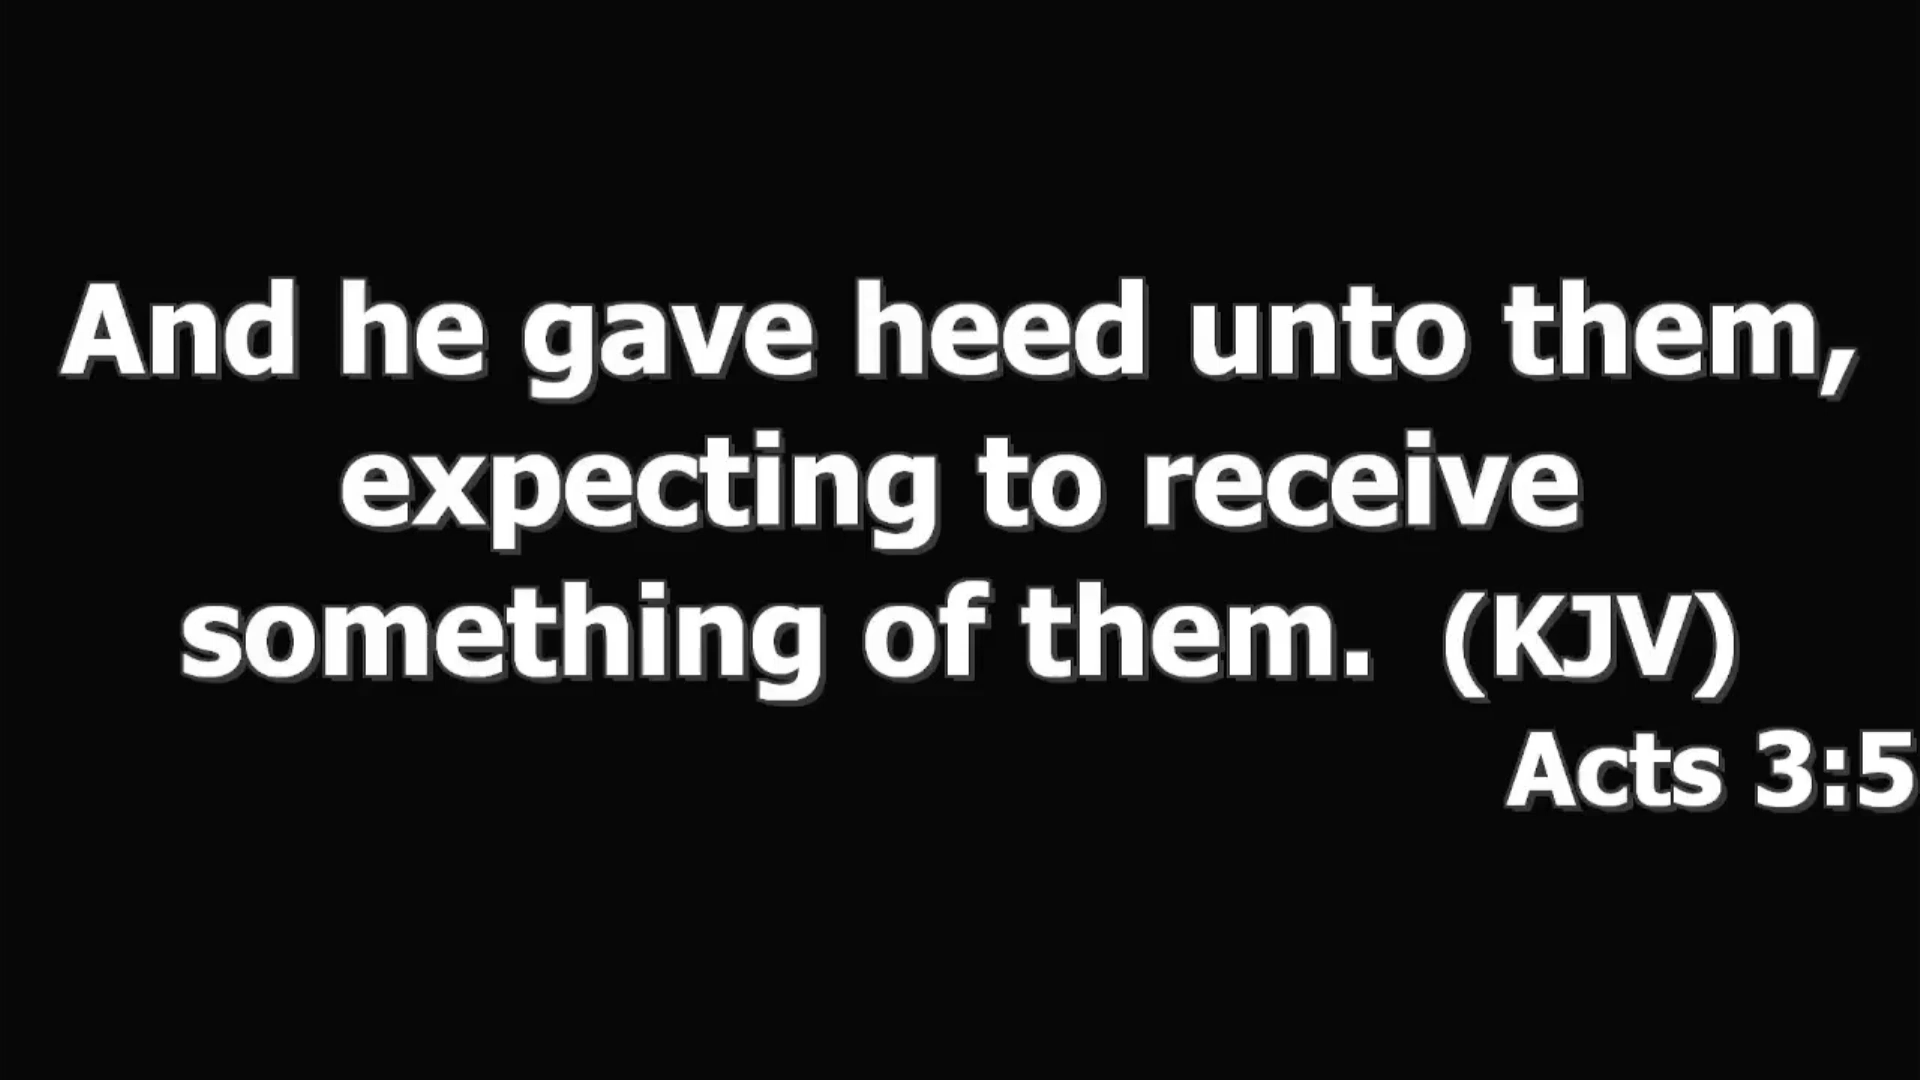 And he gave heed unto them,
expecting to receive
something of them.  (KJV)
Acts 3:5